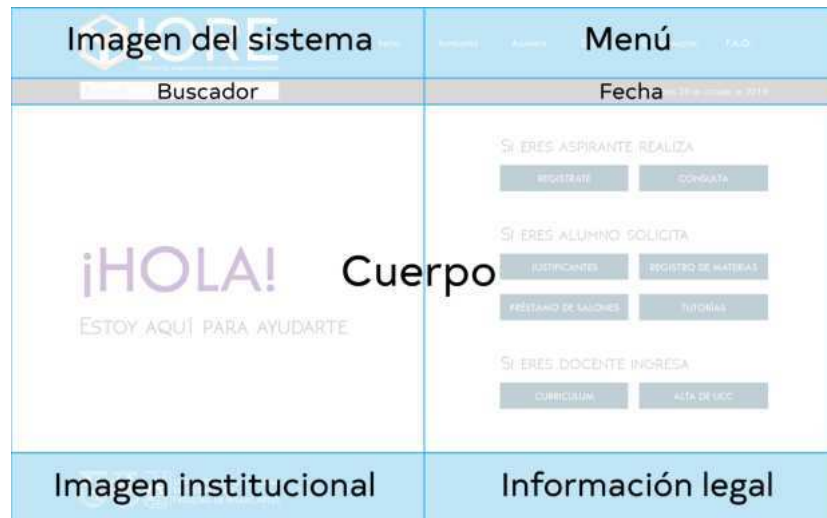 Imagen del sistema
Menú
LORE
F.A.Q.
Buscador
Fecha
SI ERES ASPIRANTE REALIZA
REGÍSTRATE
CONSULTA
SI ERES ALUMNO SOLICITA
¡HOLA!
Cuerpo
JUSTIFICANTES
REGISTRO DE MATERIAS
PRÉSTAMO DE SALONES
TUTORÍAS
ESTOY AQUÍ PARA AYUDARTE
SI ERES DOCENTE INGRESA
CURRICULUM
ALTA DE UCC
Imagen institucional
Información legal